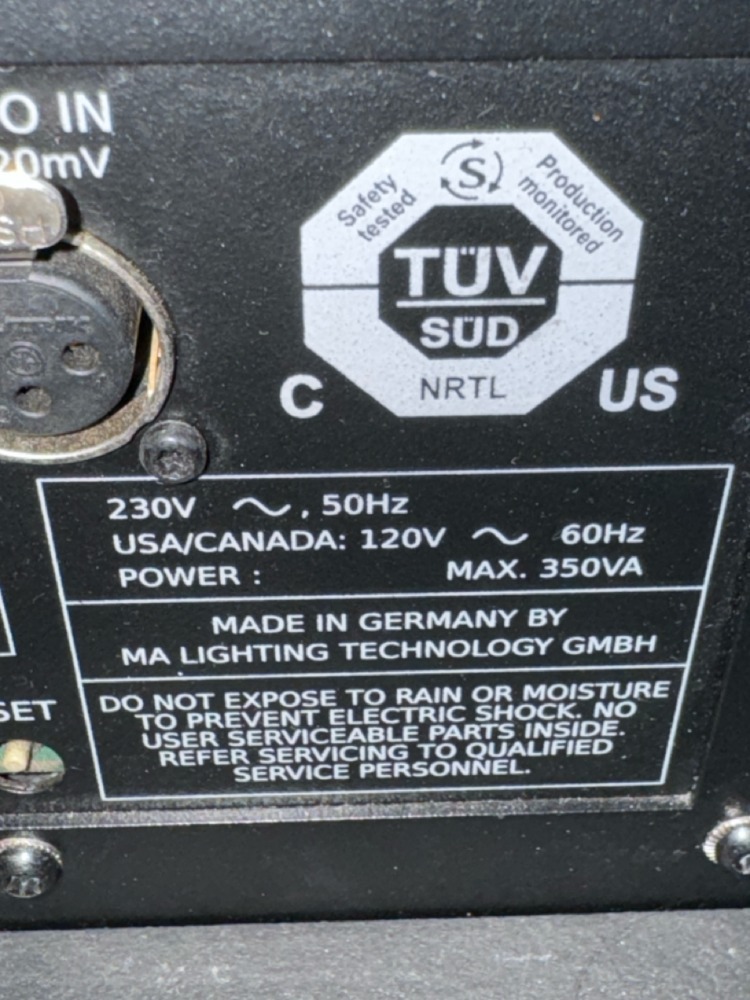 O IN
20mV
SH
Safety
tested
S
Production
monitored
TÜV
SÜD
NRTL
C US
230V ~, 50Hz
USA/CANADA: 120V ~ 60Hz
POWER : MAX. 350VA
MADE IN GERMANY BY
MA LIGHTING TECHNOLOGY GMBH
SET
DO NOT EXPOSE TO RAIN OR MOISTURE
TO PREVENT ELECTRIC SHOCK. NO
USER SERVICEABLE PARTS INSIDE.
REFER SERVICING TO QUALIFIED
SERVICE PERSONNEL.